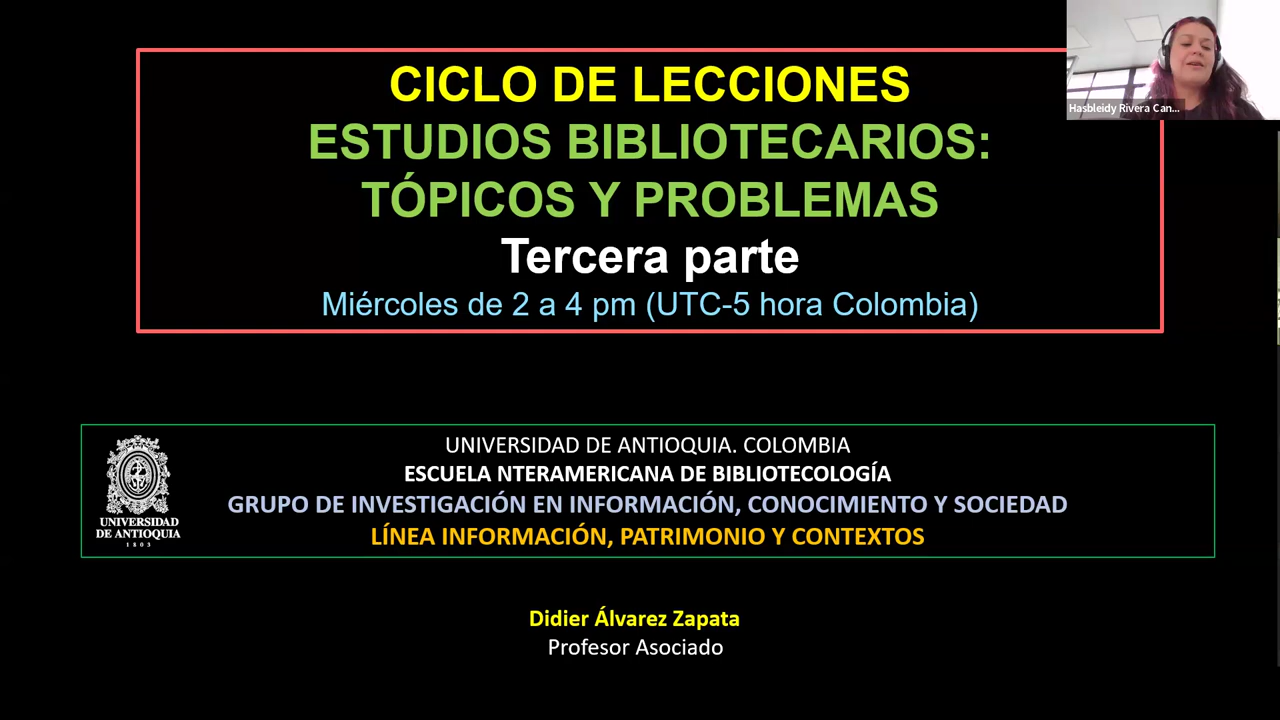 CICLO DE LECCIONES
ESTUDIOS BIBLIOTECARIOS:
TÓPICOS Y PROBLEMAS
Tercera parte
Miércoles de 2 a 4 pm (UTC-5 hora Colombia)
Hasbleidy Rivera Can...
UNIVERSIDAD DE ANTIOQUIA. COLOMBIA
ESCUELA NTERAMERICANA DE BIBLIOTECOLOGÍA
GRUPO DE INVESTIGACIÓN EN INFORMACIÓN, CONOCIMIENTO Y SOCIEDAD
LÍNEA INFORMACIÓN, PATRIMONIO Y CONTEXTOS
UNIVERSIDAD
DE ANTIOQUIA
1803
Didier Álvarez Zapata
Profesor Asociado